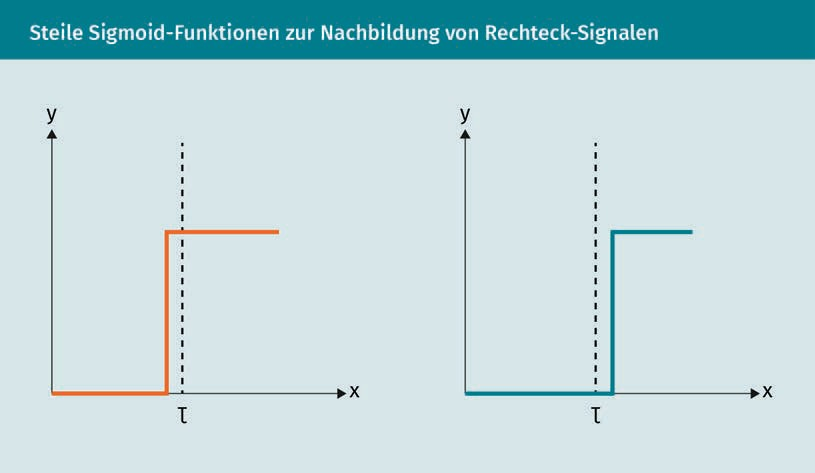 Steile Sigmoid-Funktionen zur Nachbildung von Rechteck-Signalen
y
y
x
x
τ
τ